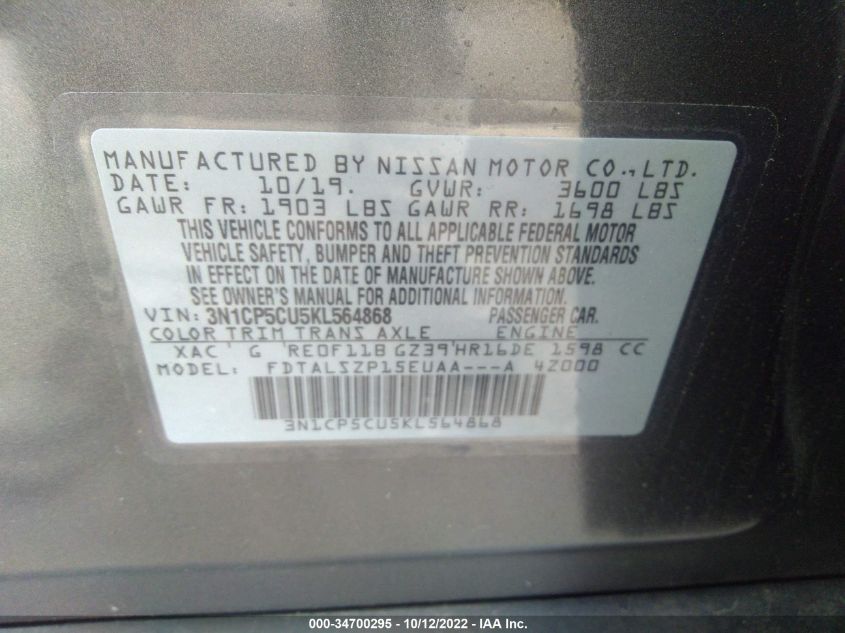 MANUFACTURED BY NISSAN MOTOR CO.,LTD.
DATE: 10/19. GVWR: 3600 LBS
GAWR FR: 1903 LBS GAWR RR: 1698 LBS
THIS VEHICLE CONFORMS TO ALL APPLICABLE FEDERAL MOTOR
VEHICLE SAFETY, BUMPER AND THEFT PREVENTION STANDARDS
IN EFFECT ON THE DATE OF MANUFACTURE SHOWN ABOVE.
SEE OWNER'S MANUAL FOR ADDITIONAL INFORMATION.
VIN: 3N1CP5CU5KL564868 PASSENGER CAR.
COLOR TRIM TRANS AXLE ENGINE
XAC ' G 'RE0F11B GZ39'HR16DE 1598 CC
MODEL: FDTALSZP15EUAA---A 4Z000
3N1CP5CU5KL564868
000-34700295 - 10/12/2022 - IAA Inc.